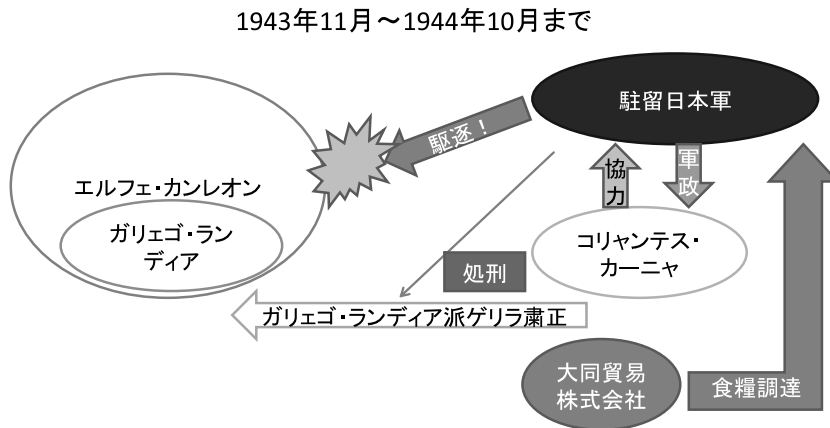 1943年11月～1944年10月まで
駐留日本軍
駆逐！
エルフェ・カンレオン
ガリェゴ・ラン
ディア
協力
軍政
コリャンテス・
カーニャ
処刑
ガリェゴ・ランディア派ゲリラ粛正
大同貿易
株式会社
食糧調達